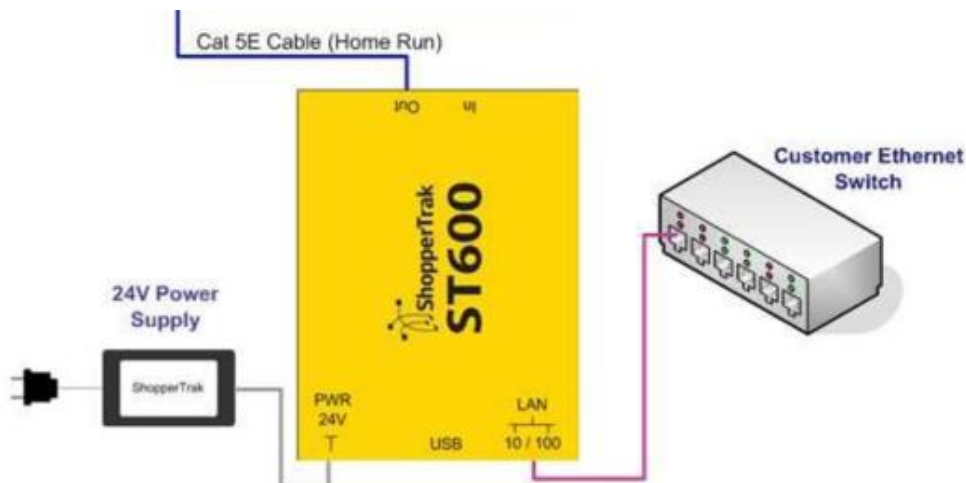 Cat 5E Cable (Home Run)
Out In
Customer Ethernet
Switch
ShopperTrak
ST600
24V Power
Supply
ShopperTrak
PWR
24V
USB
LAN
10 / 100